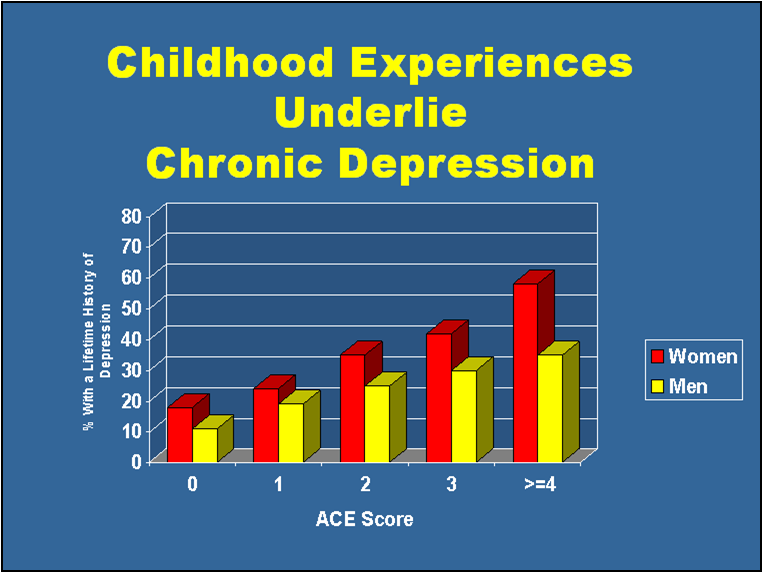 Childhood Experiences
Underlie
Chronic Depression
% With a Lifetime History of
Depression
80
70
60
50
40
30
20
10
0
0 1 2 3 >=4
ACE Score
Women
Men